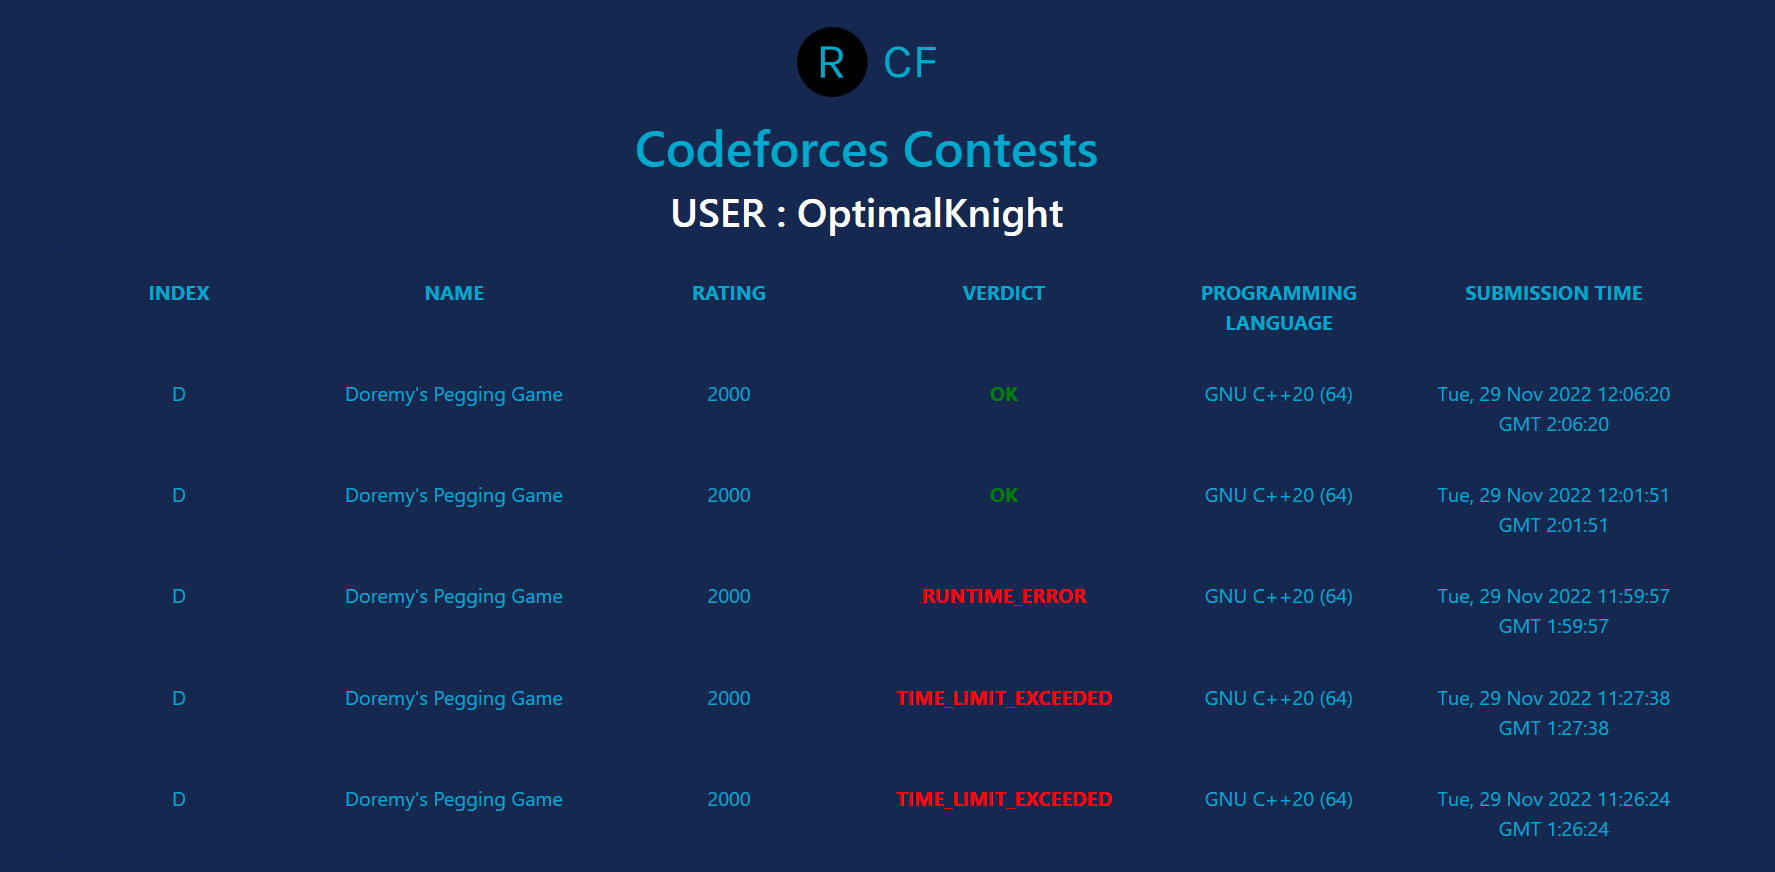 R CF
Codeforces Contests
USER : OptimalKnight
INDEX NAME RATING VERDICT PROGRAMMING SUBMISSION TIME
LANGUAGE
D Doremy's Pegging Game 2000 OK GNU C++20 (64) Tue, 29 Nov 2022 12:06:20
GMT 2:06:20
D Doremy's Pegging Game 2000 OK GNU C++20 (64) Tue, 29 Nov 2022 12:01:51
GMT 2:01:51
D Doremy's Pegging Game 2000 RUNTIME_ERROR GNU C++20 (64) Tue, 29 Nov 2022 11:59:57
GMT 1:59:57
D Doremy's Pegging Game 2000 TIME_LIMIT_EXCEEDED GNU C++20 (64) Tue, 29 Nov 2022 11:27:38
GMT 1:27:38
D Doremy's Pegging Game 2000 TIME_LIMIT_EXCEEDED GNU C++20 (64) Tue, 29 Nov 2022 11:26:24
GMT 1:26:24